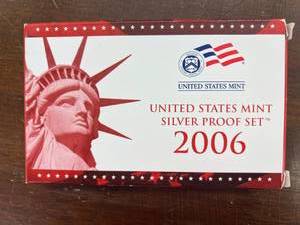 UNITED STATES MINT
UNITED STATES MINT
SILVER PROOF SET™
2006